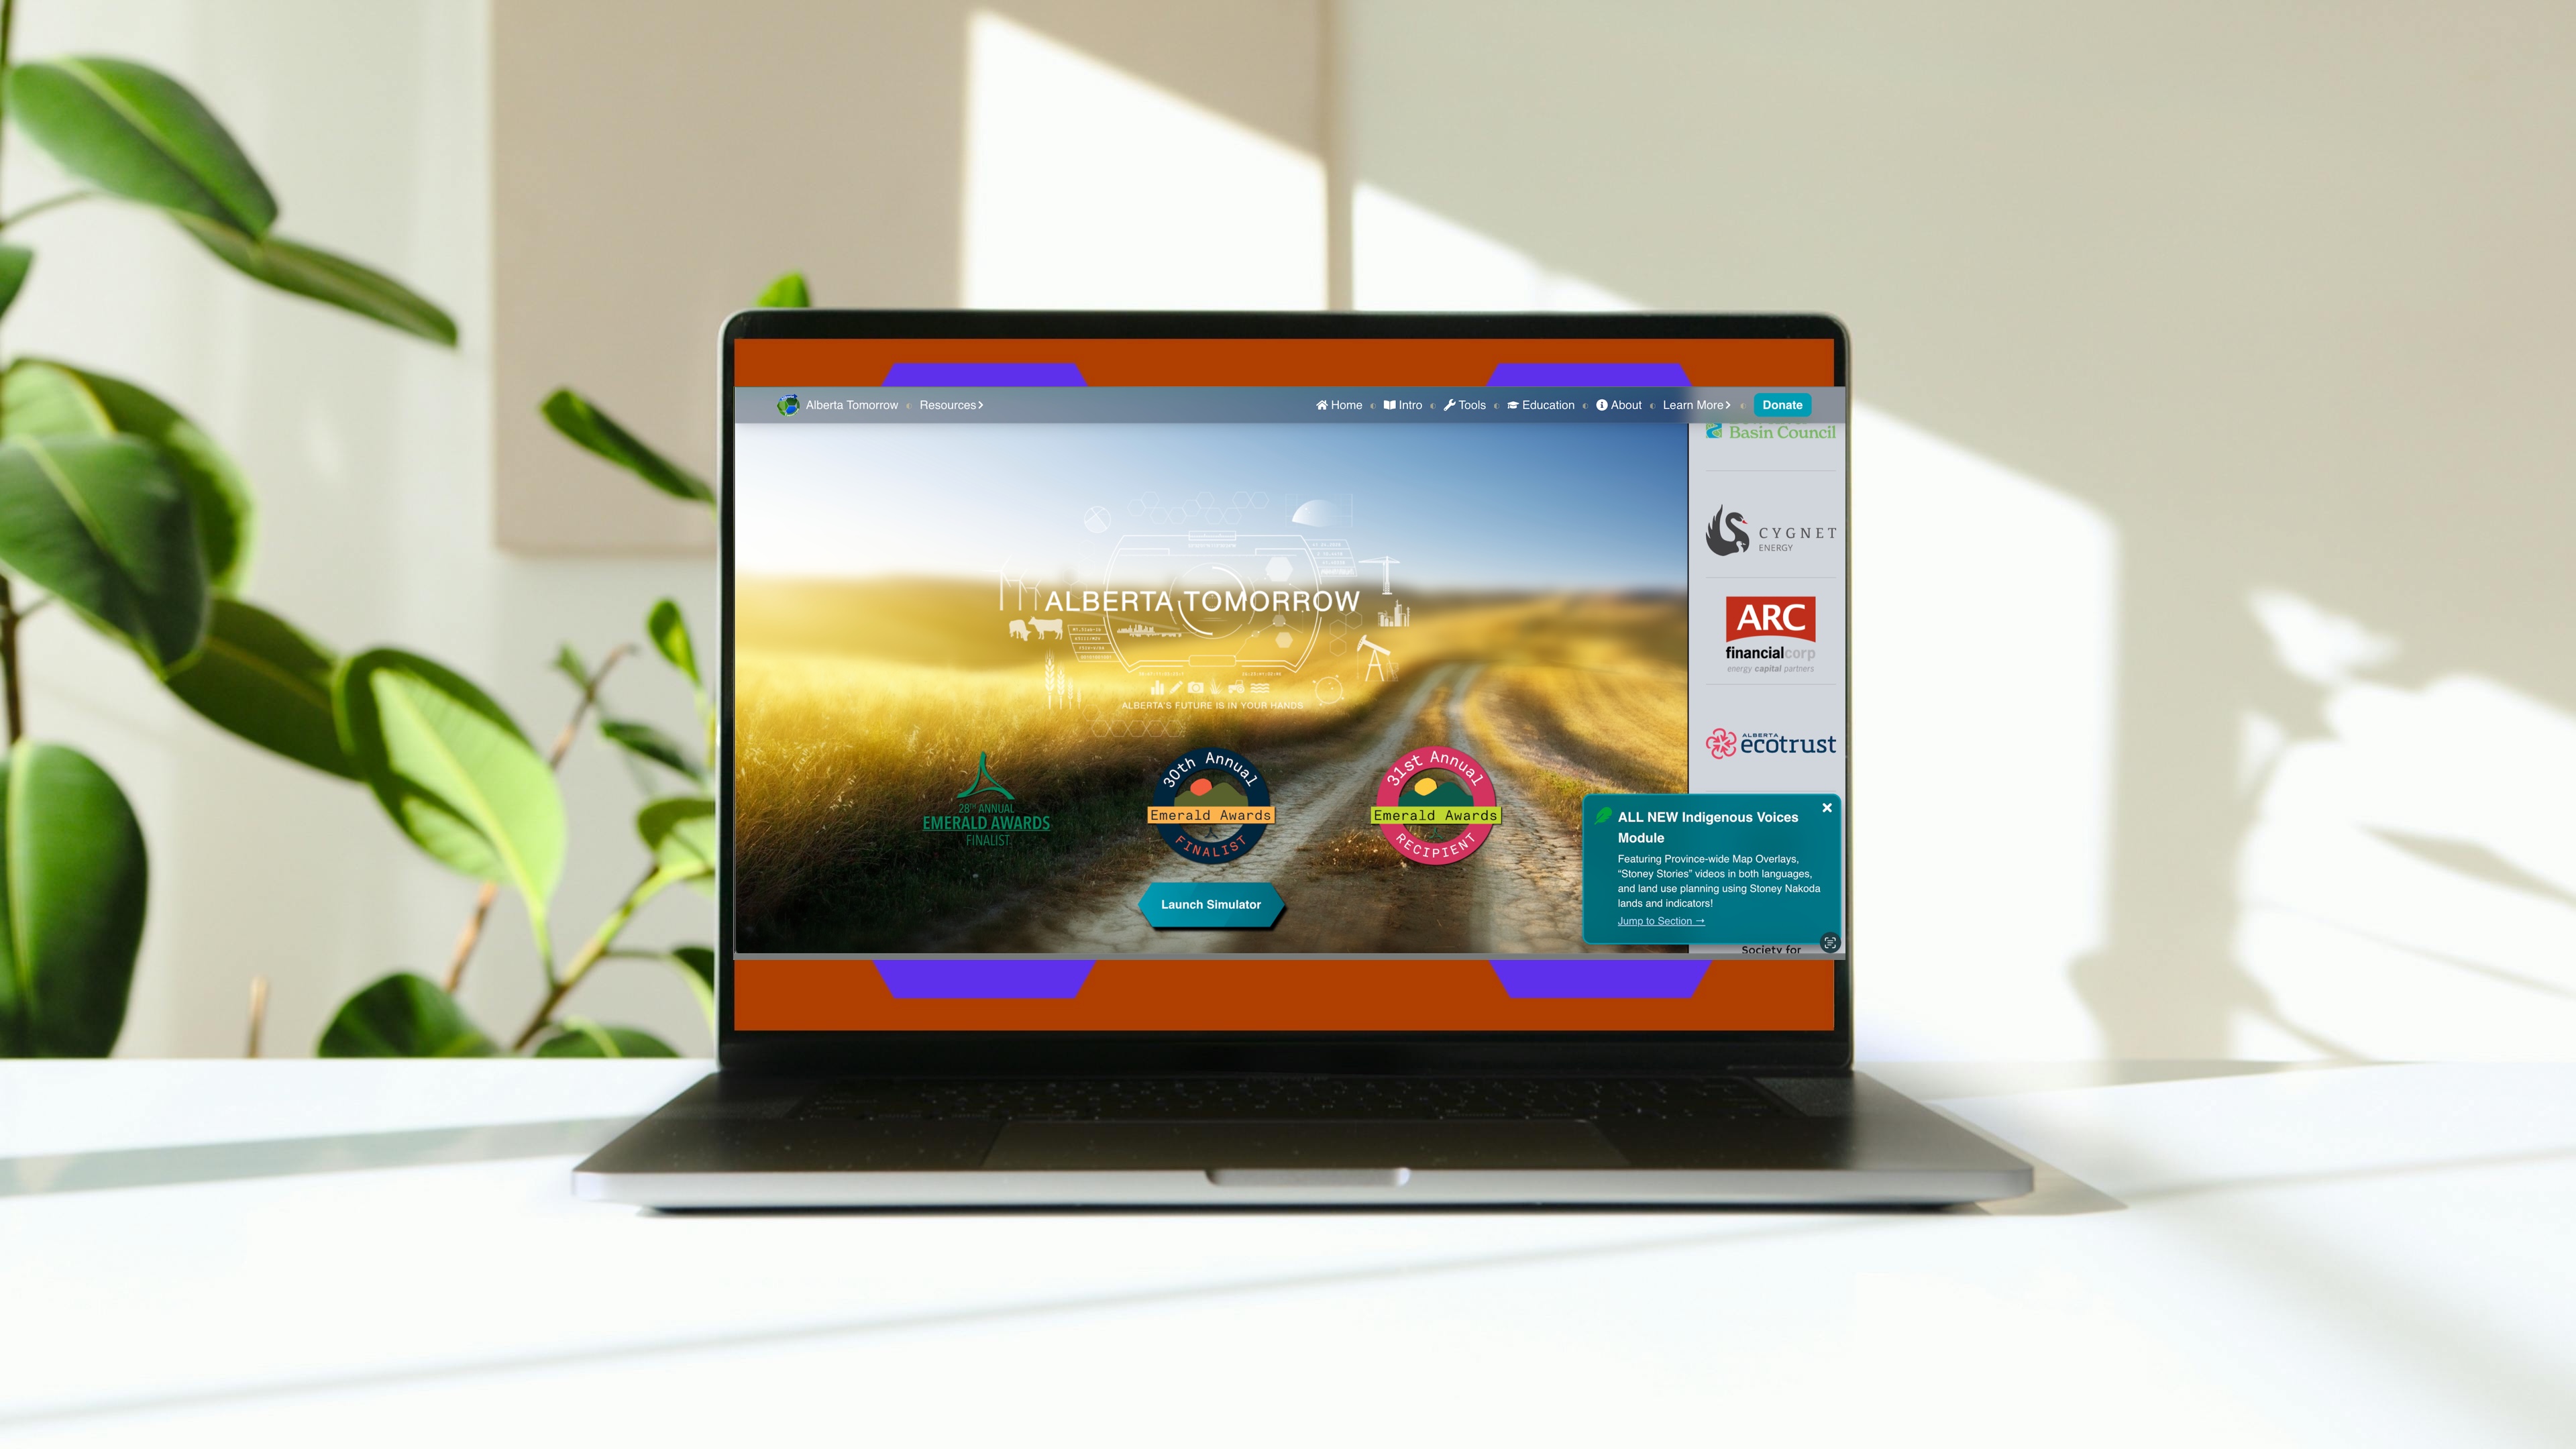 Alberta Tomorrow
Resources
Home
Intro
Tools
Education
About
Learn More
Donate
Basin Council
CYGNET
ENERGY
ARC
financialcorp
energy capital partners
ALBERTA
ecotrust
ALBERTA TOMORROW
ALBERTA'S FUTURE IS IN YOUR HANDS
28TH ANNUAL
EMERALD AWARDS
FINALIST
30th Annual
Emerald Awards
FINALIST
31st Annual
Emerald Awards
RECIPIENT
Launch Simulator
ALL NEW Indigenous Voices
Module
Featuring Province-wide Map Overlays,
“Stoney Stories” videos in both languages,
and land use planning using Stoney Nakoda
lands and indicators!
Jump to Section →
Society for